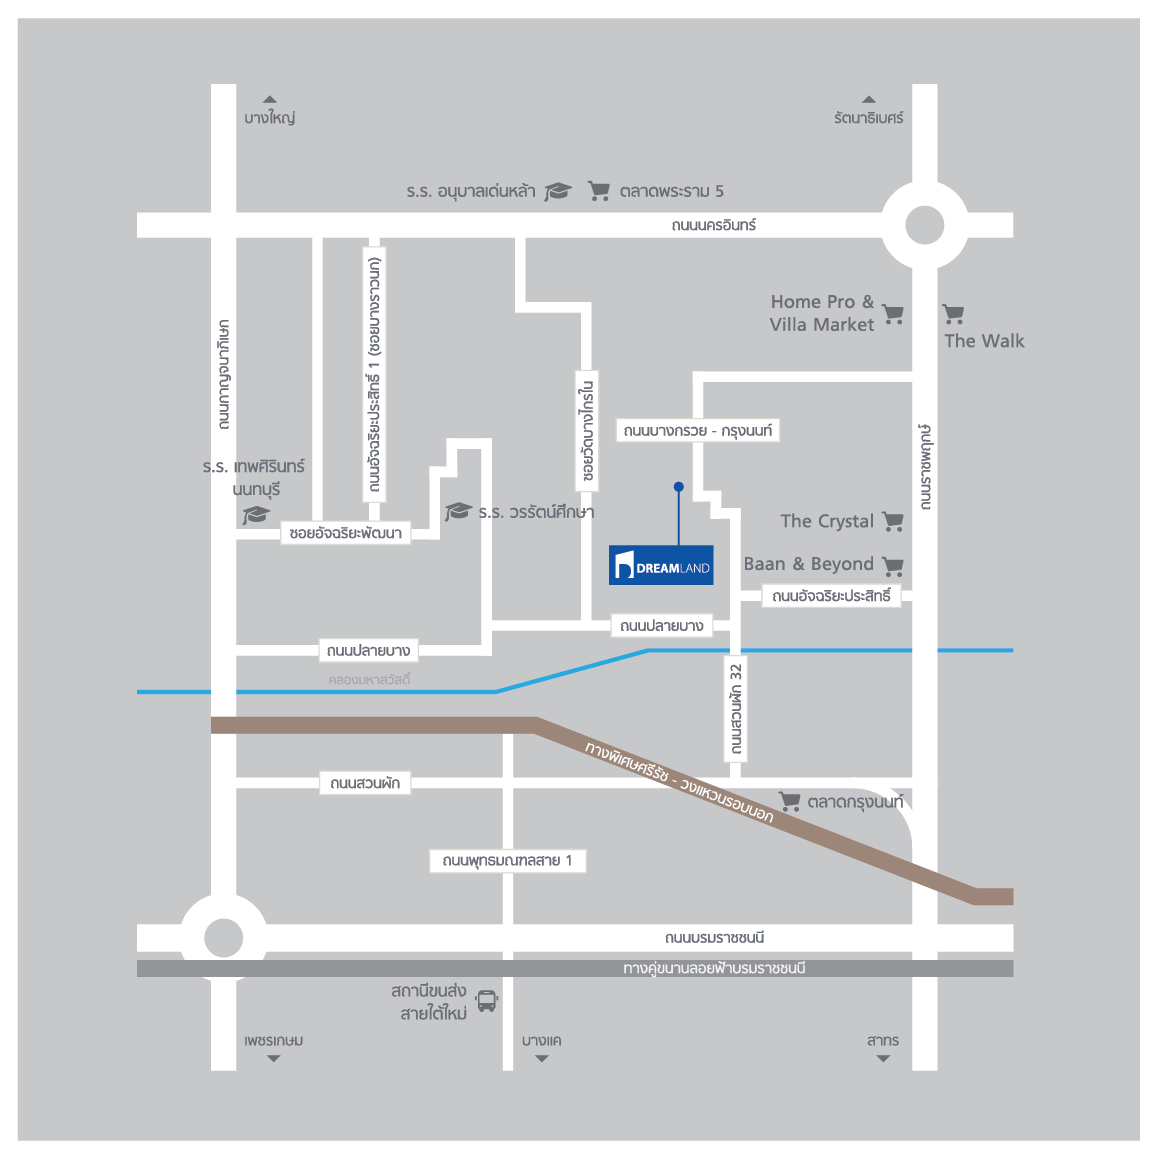 บางใหญ่
รัตนาธิเบศร์
ร.ร. อนุบาลเด่นหล้า
ตลาดพระราม 5
ถนนนครอินทร์
Home Pro &
Villa Market
The Walk
ถนนกาญจนาภิเษก
ถนนอัจฉริยะประสิทธิ์ 1 (ซอยบางราวนก)
ซอยวัดบางไกรใน
ถนนบางกรวย - กรุงนนท์
ถนนราชพฤกษ์
ร.ร. เทพศิรินทร์
นนทบุรี
ร.ร. วรรัตน์ศึกษา
ซอยอัจฉริยะพัฒนา
The Crystal
DREAMLAND
Baan & Beyond
ถนนอัจฉริยะประสิทธิ์
ถนนปลายบาง
ถนนปลายบาง
คลองมหาสวัสดิ์
ถนนสวนผัก 32
ทางพิเศษศรีรัช - วงแหวนรอบนอก
ถนนสวนผัก
ตลาดกรุงนนท์
ถนนพุทธมณฑลสาย 1
ถนนบรมราชชนนี
ทางคู่ขนานลอยฟ้าบรมราชชนนี
สถานีขนส่ง
สายใต้ใหม่
เพชรเกษม
บางแค
สาทร